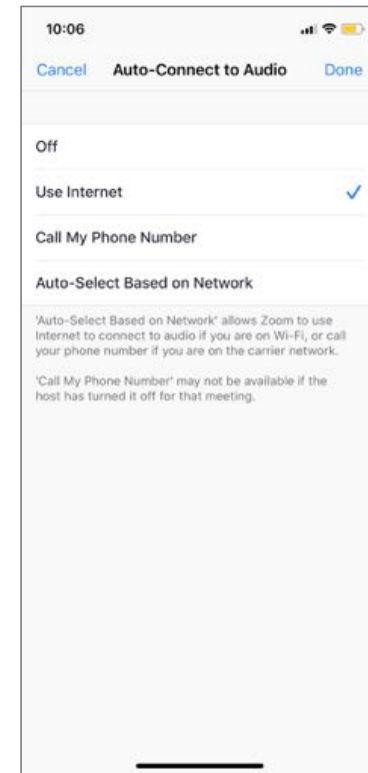 10:06
Cancel Auto-Connect to Audio Done
Off
Use Internet
Call My Phone Number
Auto-Select Based on Network
'Auto-Select Based on Network' allows Zoom to use
Internet to connect to audio if you are on Wi-Fi, or call
your phone number if you are on the carrier network.
'Call My Phone Number' may not be available if the
host has turned it off for that meeting.